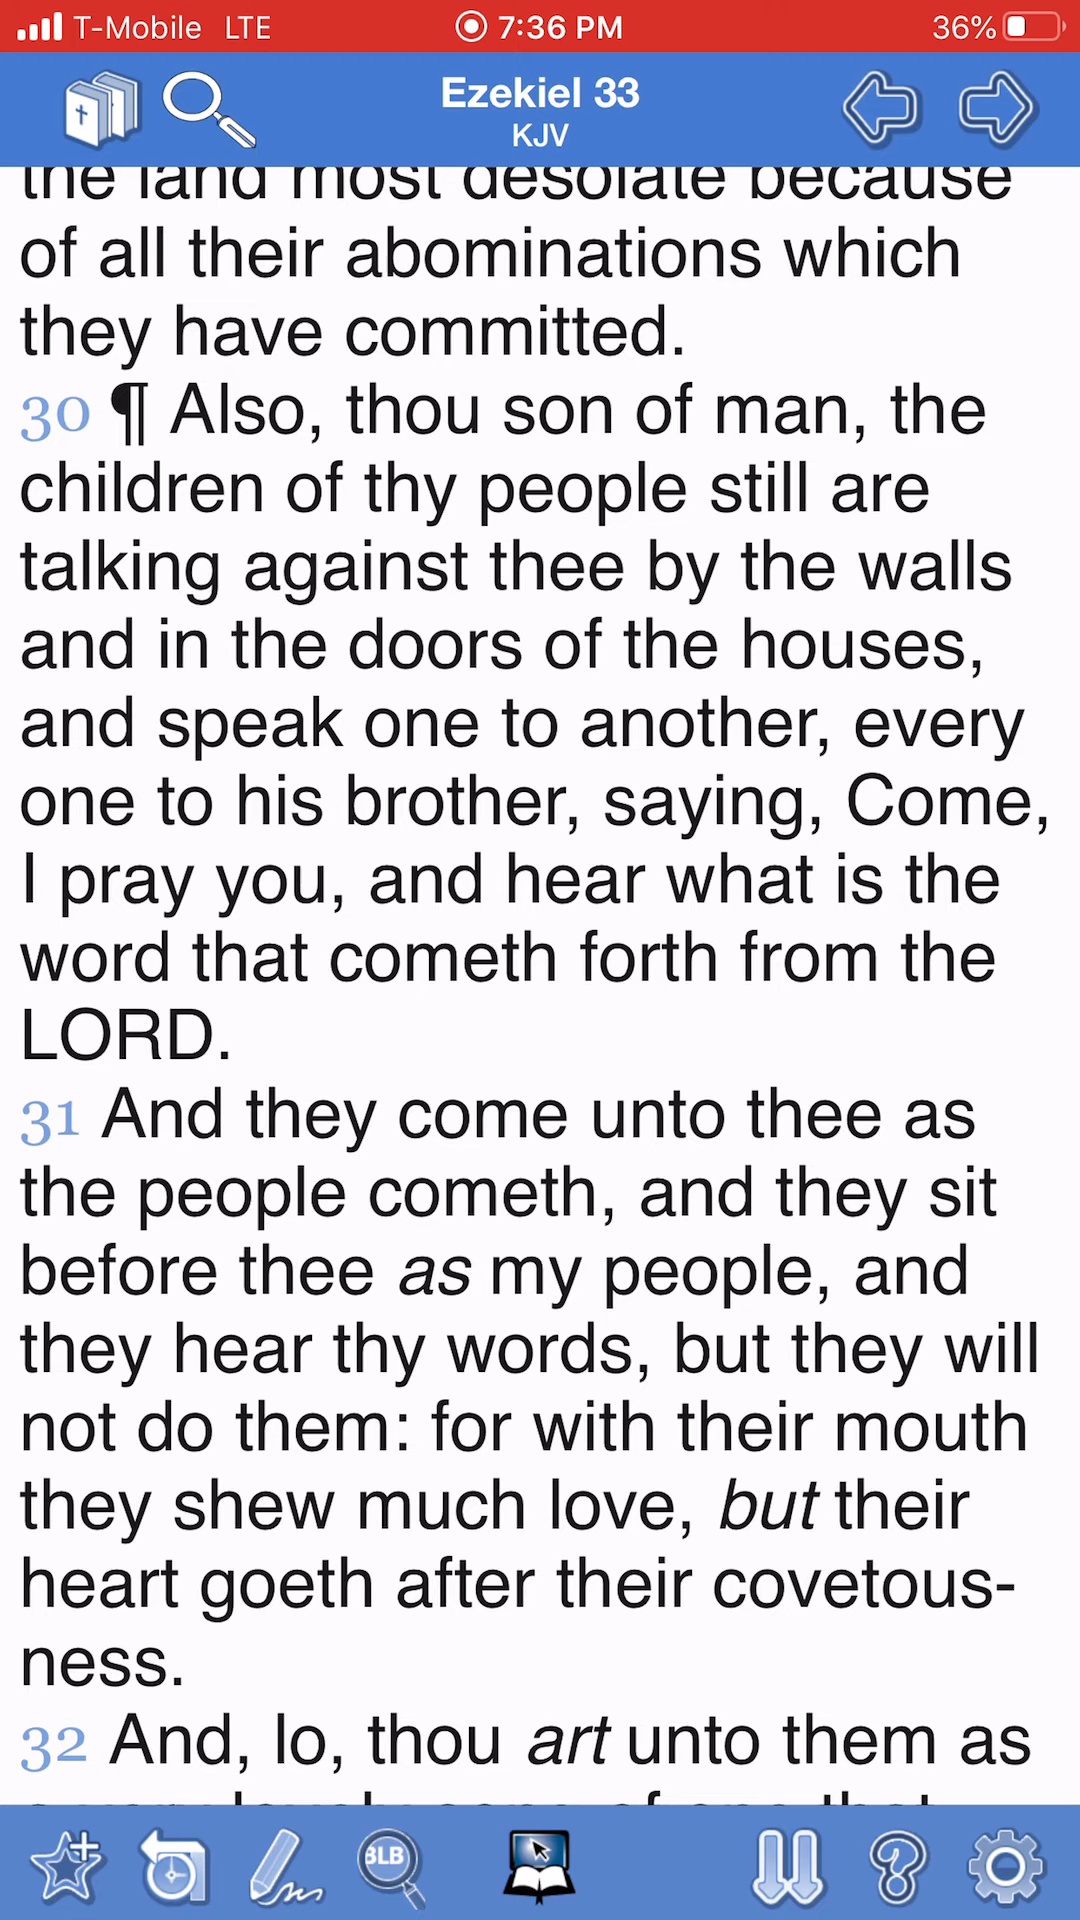 T-Mobile LTE 7:36 PM 36%
Ezekiel 33
KJV
the land most desolate because
of all their abominations which
they have committed.
30 ¶ Also, thou son of man, the
children of thy people still are
talking against thee by the walls
and in the doors of the houses,
and speak one to another, every
one to his brother, saying, Come,
I pray you, and hear what is the
word that cometh forth from the
LORD.
31 And they come unto thee as
the people cometh, and they sit
before thee as my people, and
they hear thy words, but they will
not do them: for with their mouth
they shew much love, but their
heart goeth after their covetous-
ness.
32 And, lo, thou art unto them as
BLB